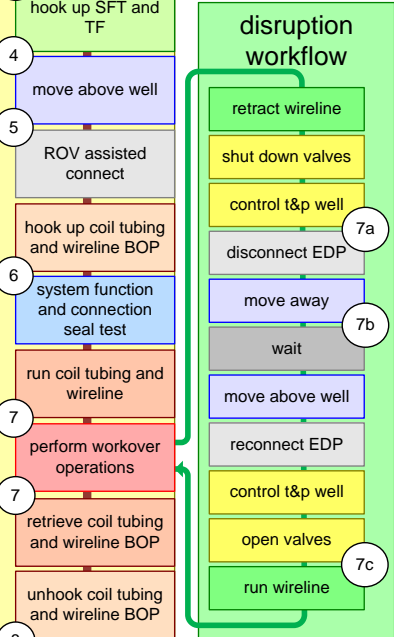 hook up SFT and
TF
4
move above well
5
ROV assisted
connect
hook up coil tubing
and wireline BOP
6
system function
and connection
seal test
run coil tubing and
wireline
7
perform workover
operations
7
retrieve coil tubing
and wireline BOP
unhook coil tubing
and wireline BOP
disruption
workflow
retract wireline
shut down valves
control t&p well
7a
disconnect EDP
move away
7b
wait
move above well
reconnect EDP
control t&p well
open valves
7c
run wireline